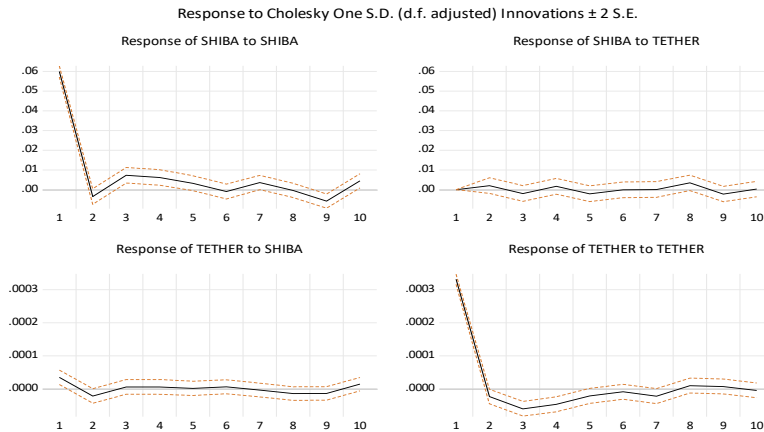 Response to Cholesky One S.D. (d.f. adjusted) Innovations ± 2 S.E.
Response of SHIBA to SHIBA
.06
.05
.04
.03
.02
.01
.00
1 2 3 4 5 6 7 8 9 10
Response of SHIBA to TETHER
.06
.05
.04
.03
.02
.01
.00
1 2 3 4 5 6 7 8 9 10
Response of TETHER to SHIBA
.0003
.0002
.0001
.0000
1 2 3 4 5 6 7 8 9 10
Response of TETHER to TETHER
.0003
.0002
.0001
.0000
1 2 3 4 5 6 7 8 9 10